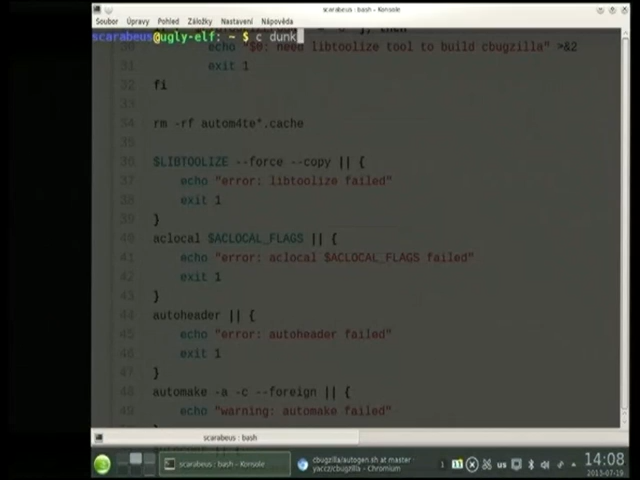 scarabeus : bash - Konsole
Soubor Úpravy Pohled Záložky Nastavení Nápověda
scarabeus@ugly-elf: ~ $ c dunk
30 echo "$0: need libtoolize tool to build cbugzilla" >&2
31 exit 1
32 fi
34 rm -rf autom4te*.cache
35
36 $LIBTOOLIZE --force --copy || {
37 echo "error: libtoolize failed"
38 exit 1
39 }
40 aclocal $ACLOCAL_FLAGS || {
41 echo "error: aclocal $ACLOCAL_FLAGS failed"
42 exit 1
43 }
44 autoheader || {
45 echo "error: autoheader failed"
46 exit 1
47 }
48 automake -a -c --foreign || {
49 echo "warning: automake failed"
scarabeus : bash
scarabeus : bash - Konsole
cbugzilla/autogen.sh at master ·
yaccz/cbugzilla - Chromium
1
us
14:08
2013-07-19